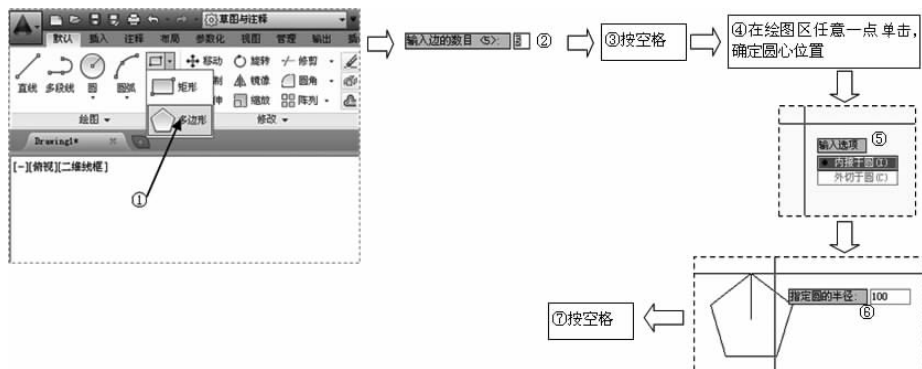 草图与注释
默认 插入 注释 布局 参数化 视图 管理 输出
直线 多段线 圆 圆弧
移动 旋转 修剪
矩形 镜像 圆角
缩放 阵列
多边形
绘图 修改
Drawing1*
[-][俯视][二维线框]
①
输入边的数目 <5>: ②
③按空格
④在绘图区任意一点 单击,
确定圆心位置
输入选项 ⑤
内接于圆(I)
外切于圆(C)
指定圆的半径: 100
⑥
⑦按空格